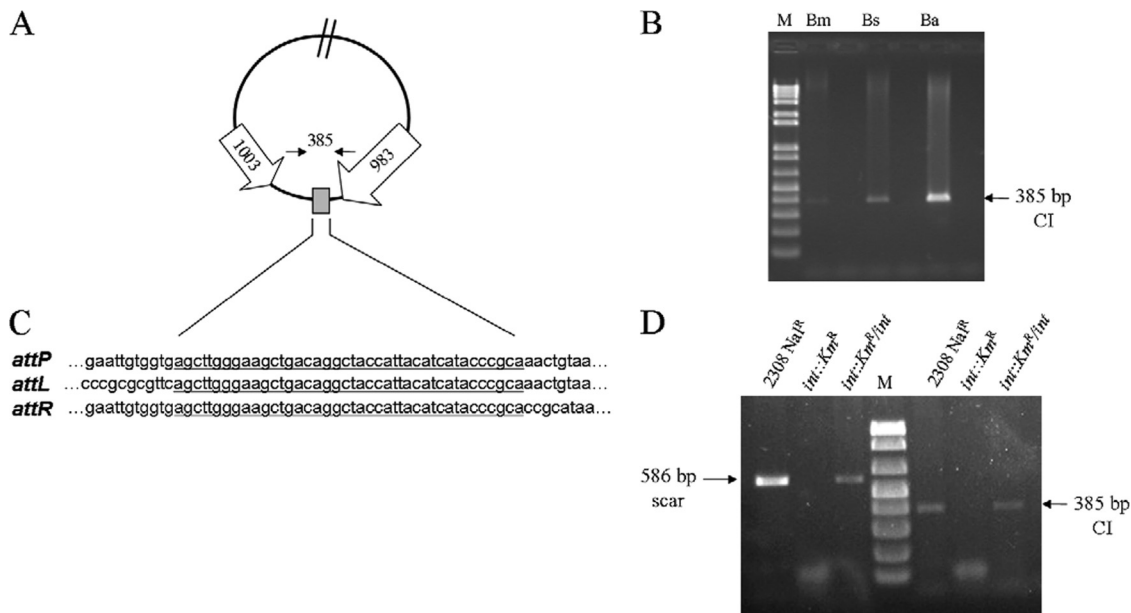 A
1003
385
983
B
M Bm Bs Ba
385 bp
CI
C
attP ...gaattgtggtgagcttgggaagctgacaggctaccattacatcatacccgcaaactgtaa...
attL ...cccgcgcgttcagcttgggaagctgacaggctaccattacatcatacccgcaaactgtaa...
attR ...gaattgtggtgagcttgggaagctgacaggctaccattacatcatacccgcaccgcataa...
D
2308 NalR
int::KmR
int::KmR/int
M
2308 NalR
int::KmR
int::KmR/int
586 bp
scar
385 bp
CI